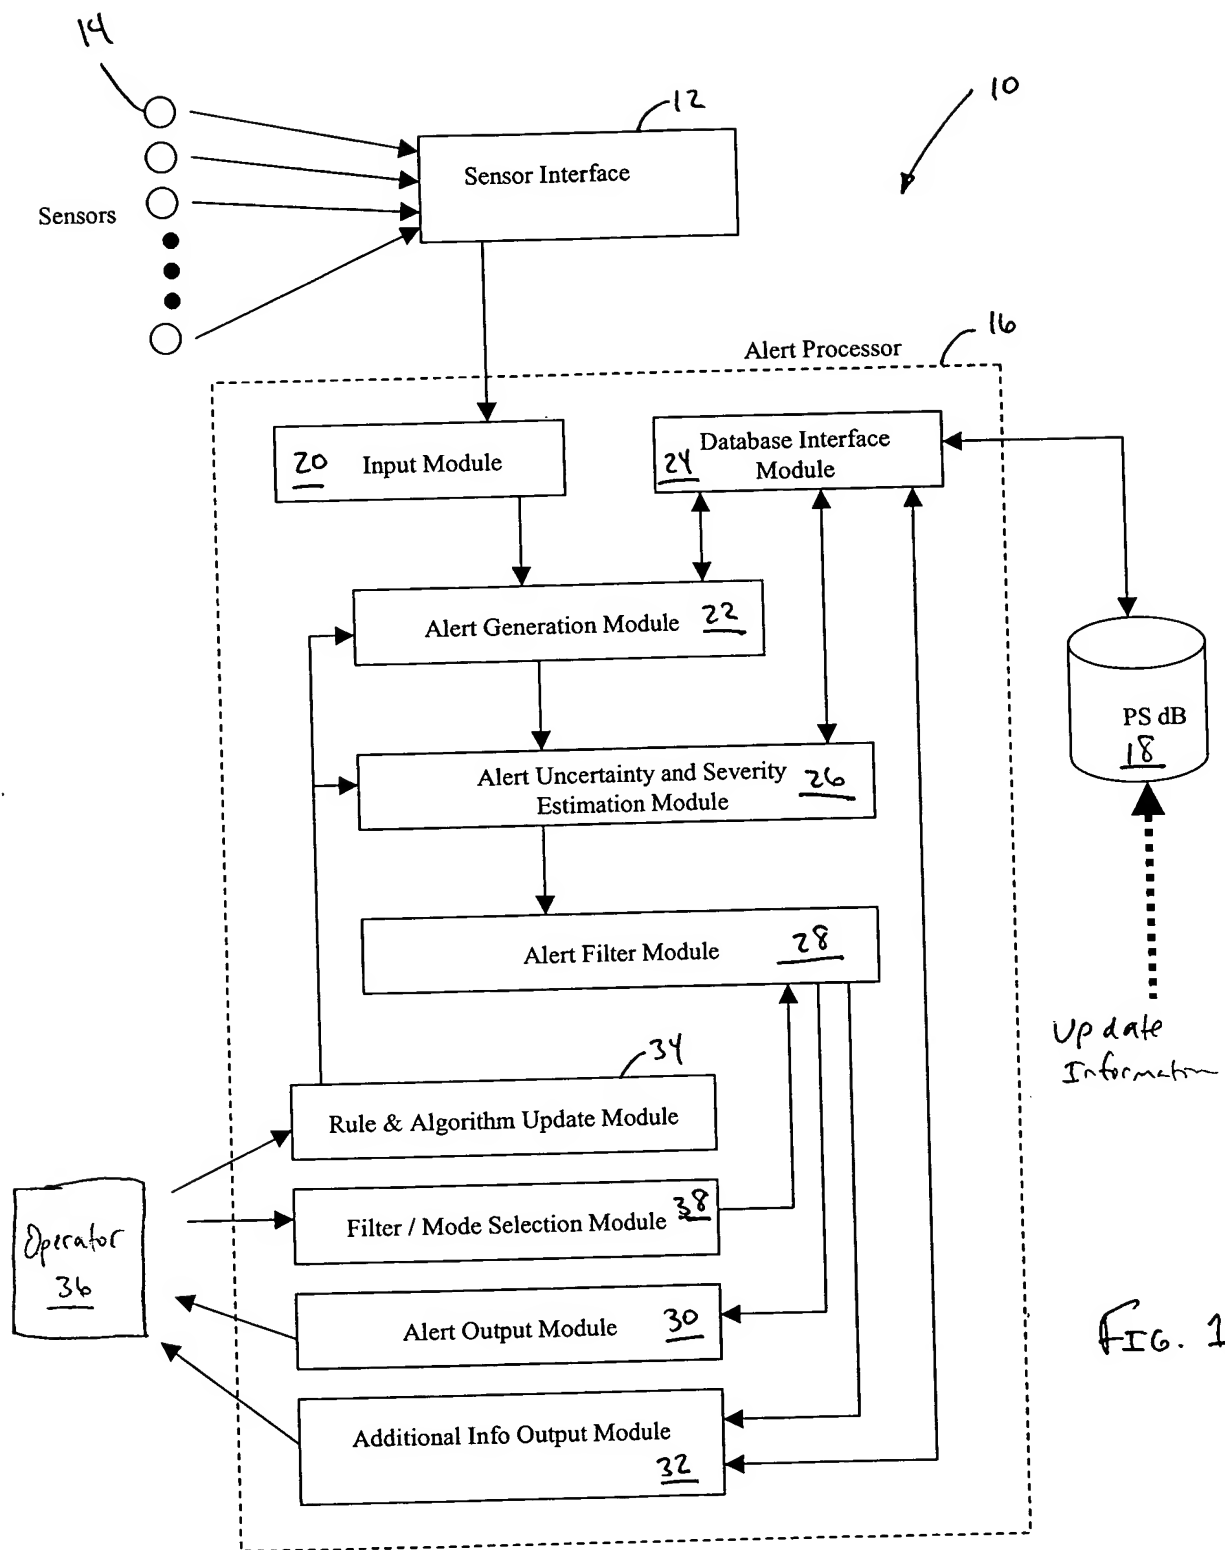 14
12
10
Sensor Interface
Sensors
16
Alert Processor
20 Input Module
Database Interface
24 Module
Alert Generation Module 22
Alert Uncertainty and Severity
Estimation Module 26
PS dB
18
Alert Filter Module 28
Update
Information
34
Rule & Algorithm Update Module
Filter / Mode Selection Module 38
Operator
36
Alert Output Module 30
FIG. 1
Additional Info Output Module
32